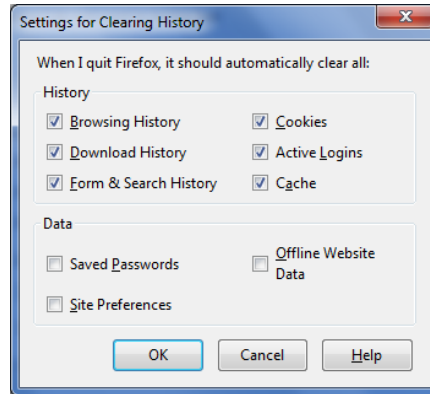 Settings for Clearing History
When I quit Firefox, it should automatically clear all:
History
Browsing History
Cookies
Download History
Active Logins
Form & Search History
Cache
Data
Saved Passwords
Offline Website
Data
Site Preferences
OK
Cancel
Help